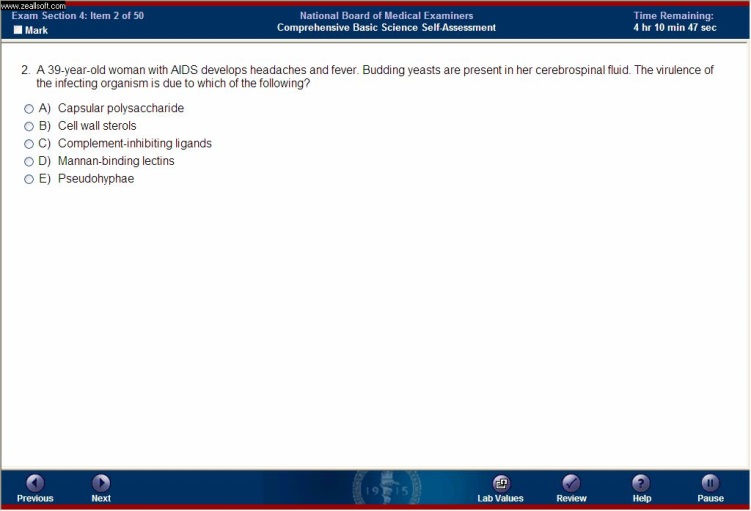 www.zeallsoft.com
Exam Section 4: Item 2 of 50
National Board of Medical Examiners
Time Remaining:
Mark
Comprehensive Basic Science Self-Assessment
4 hr 10 min 47 sec
2. A 39-year-old woman with AIDS develops headaches and fever. Budding yeasts are present in her cerebrospinal fluid. The virulence of
the infecting organism is due to which of the following?
A) Capsular polysaccharide
B) Cell wall sterols
C) Complement-inhibiting ligands
D) Mannan-binding lectins
E) Pseudohyphae
1915
Previous
Next
Lab Values
Review
Help
Pause